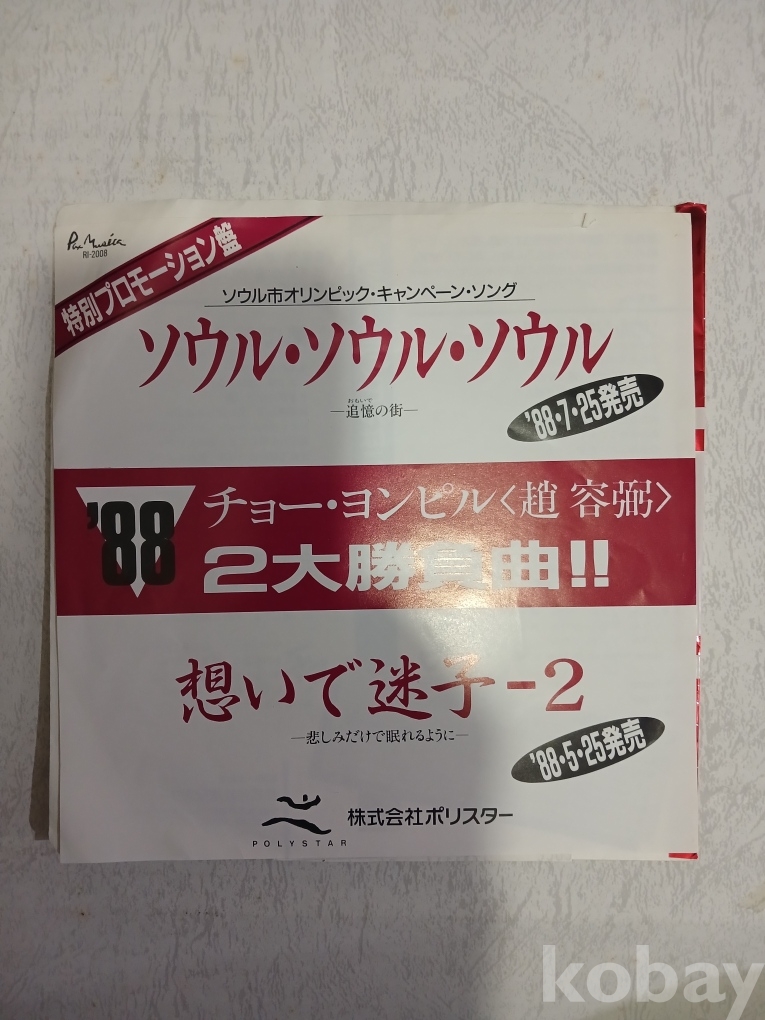 Pax Musica
RI-2008
特別プロモーション盤
ソウル市オリンピック・キャンペーン・ソング
ソウル・ソウル・ソウル
おもいで
—追憶の街—
'88・7・25発売
'88
チョー・ヨンピル〈趙 容弼〉
2大勝負曲!!
想いで迷子-2
—悲しみだけで眠れるように—
'88・5・25発売
POLYSTAR
株式会社ポリスター
kobay